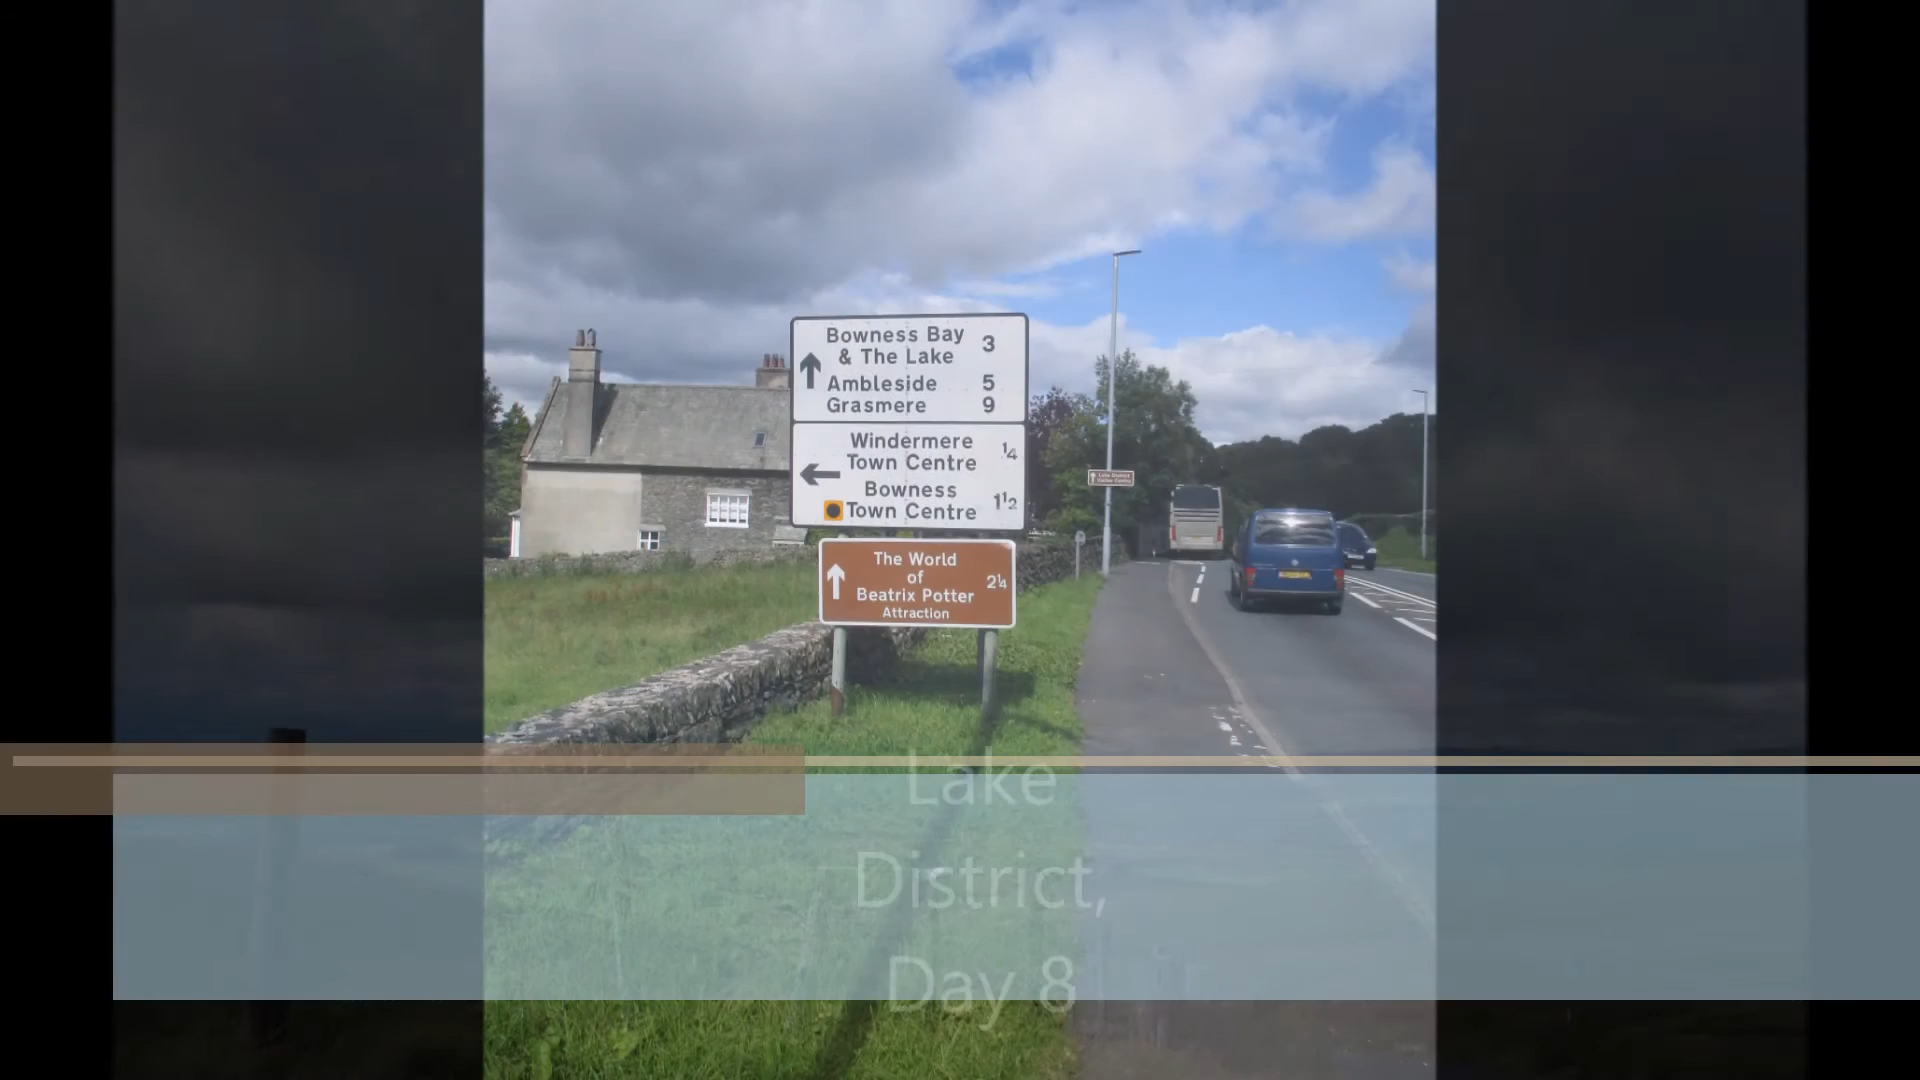 Bowness Bay
& The Lake 3
Ambleside 5
Grasmere 9
Windermere
Town Centre ¼
Bowness
Town Centre 1½
The World
of
Beatrix Potter 2¼
Attraction
Lake
District,
Day 8